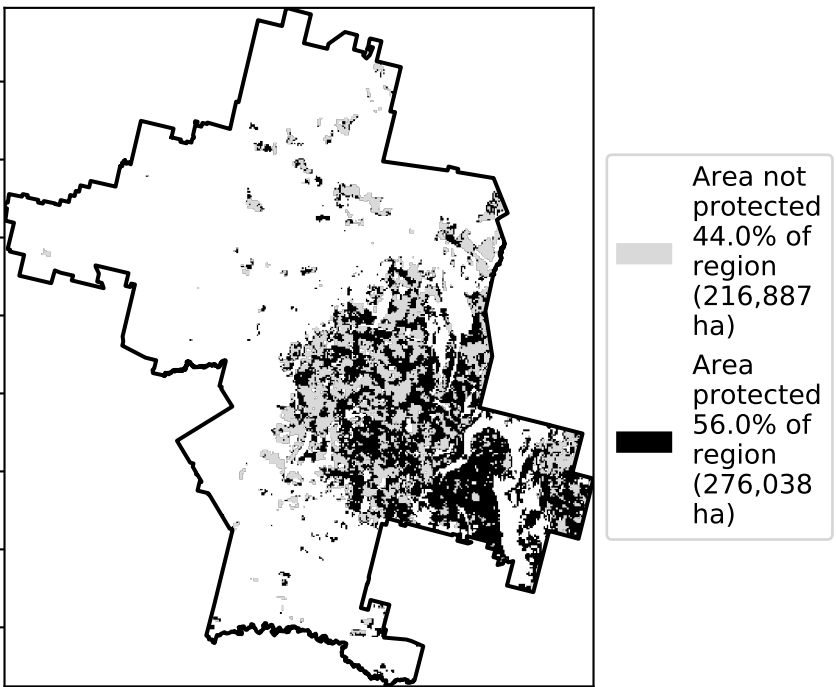 Area not
protected
44.0% of
region
(216,887
ha)
Area
protected
56.0% of
region
(276,038
ha)